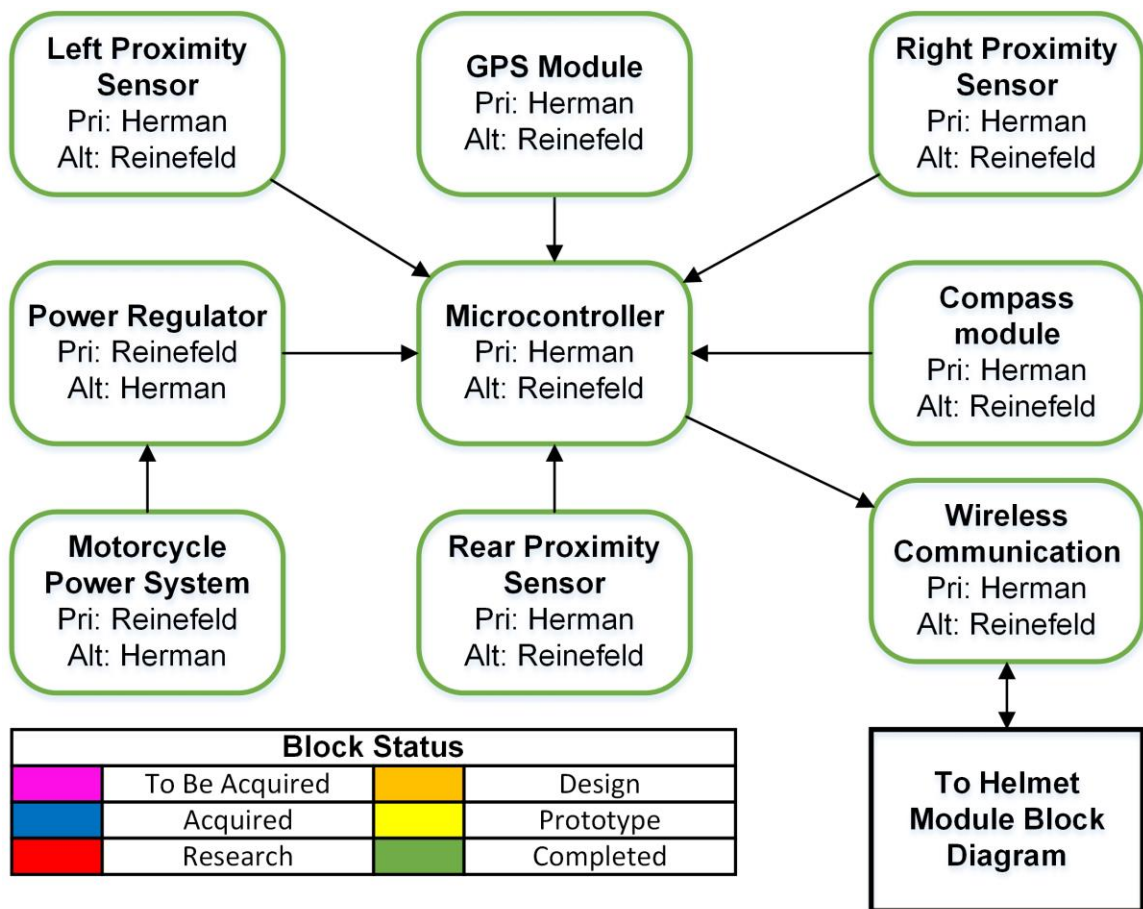 Left Proximity
Sensor
Pri: Herman
Alt: Reinefeld
GPS Module
Pri: Herman
Alt: Reinefeld
Right Proximity
Sensor
Pri: Herman
Alt: Reinefeld
Power Regulator
Pri: Reinefeld
Alt: Herman
Microcontroller
Pri: Herman
Alt: Reinefeld
Compass
module
Pri: Herman
Alt: Reinefeld
Motorcycle
Power System
Pri: Reinefeld
Alt: Herman
Rear Proximity
Sensor
Pri: Herman
Alt: Reinefeld
Wireless
Communication
Pri: Herman
Alt: Reinefeld
Block Status
To Be Acquired
Design
Acquired
Prototype
Research
Completed
To Helmet
Module Block
Diagram